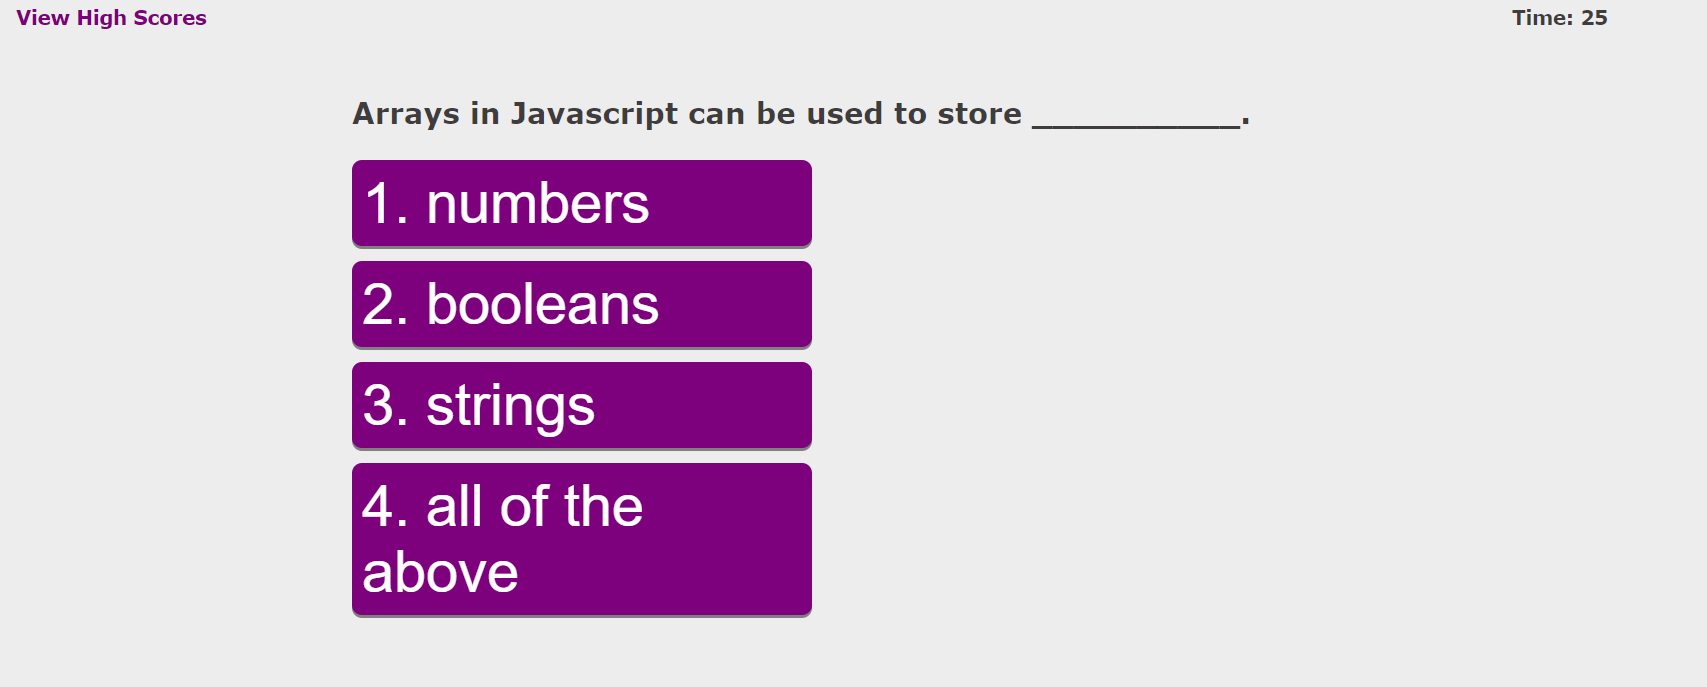 View High Scores
Time: 25
Arrays in Javascript can be used to store ____________.
1. numbers
2. booleans
3. strings
4. all of the
above